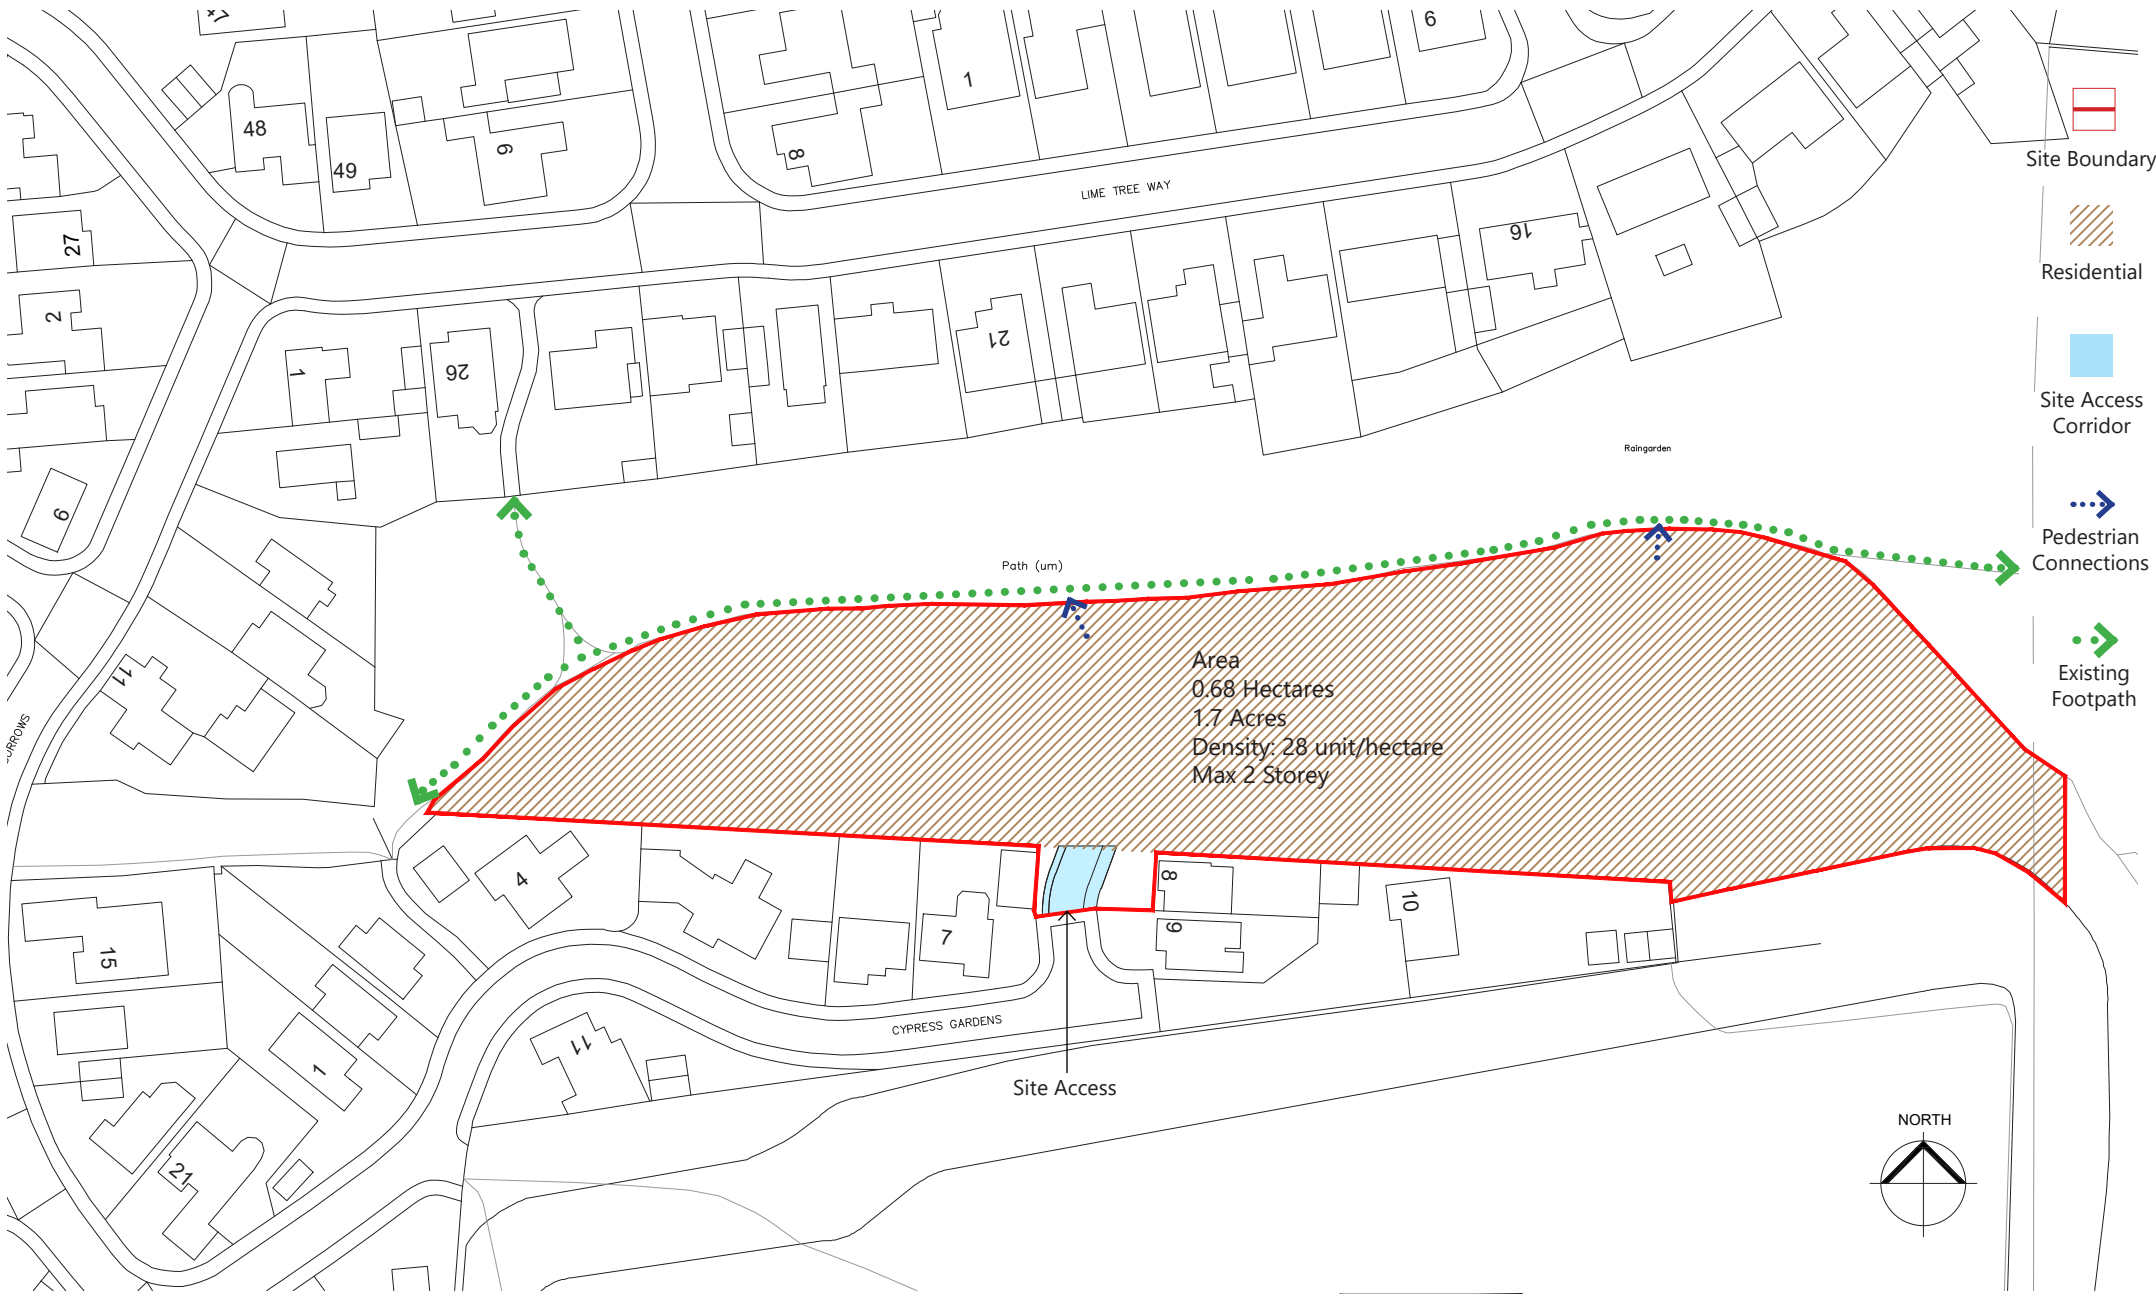 47
48
49
6
8
1
6
LIME TREE WAY
Site Boundary
27
2
16
Residential
1
26
21
Site Access
Corridor
Raingarden
9
Path (um)
Pedestrian
Connections
11
Area
0.68 Hectares
1.7 Acres
Density: 28 unit/hectare
Max 2 Storey
Existing
Footpath
4
8
10
15
7
9
CYPRESS GARDENS
11
1
Site Access
21
NORTH